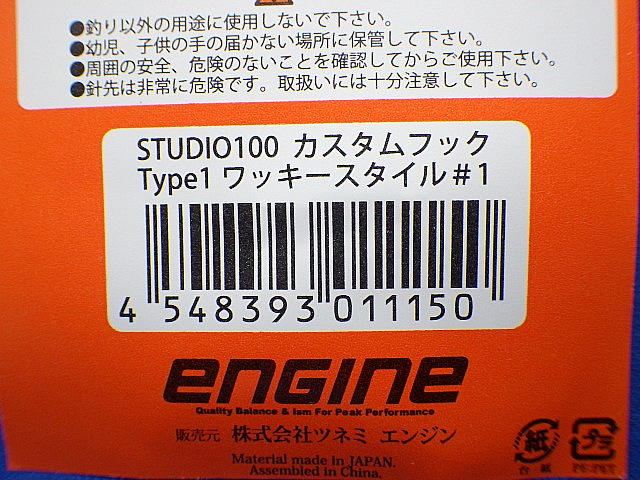 ●釣り以外の用途に使用しないで下さい。
●幼児、子供の手の届かない場所に保管して下さい。
●周囲の安全、危険のないことを確認してからご使用下さい。
●針先は非常に危険です。取扱いには十分注意して下さい。
STUDIO100 カスタムフック
Type1 ワッキースタイル#1
4 548393 011150
engine
Quality Balance & Ism For Peak Performance
販売元 株式会社ツネミ エンジン
Material made in JAPAN.
Assembled in China.
紙
台紙
プラ
PE・PET